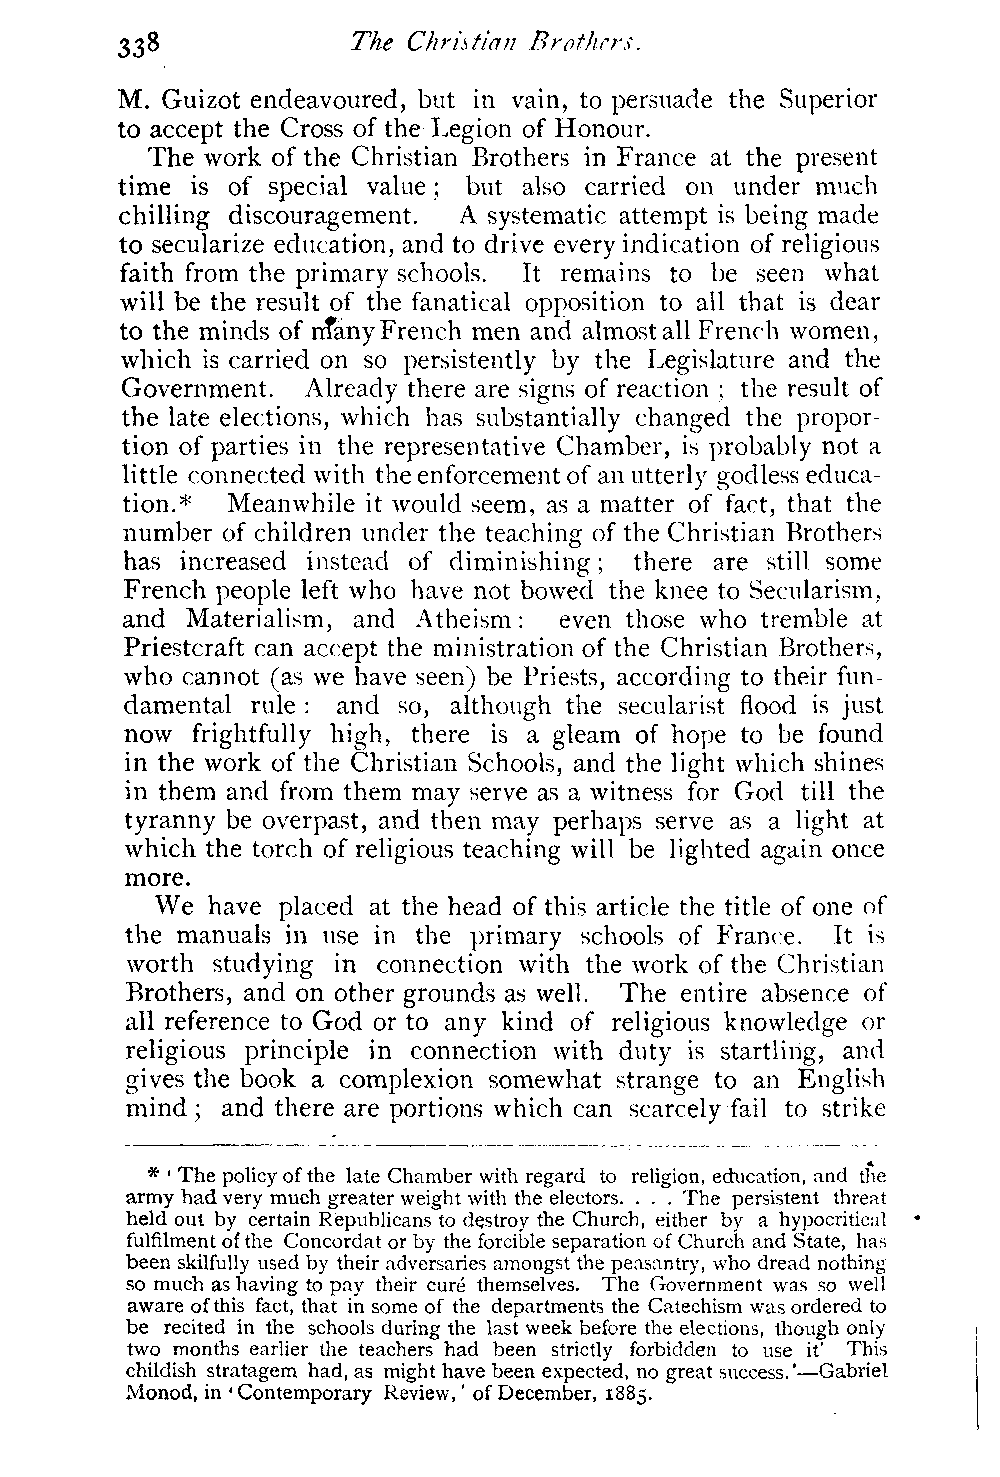 338 The Christian Brothers.
M. Guizot endeavoured, but in vain, to persuade the Superior
to accept the Cross of the Legion of Honour.
The work of the Christian Brothers in France at the present
time is of special value; but also carried on under much
chilling discouragement. A systematic attempt is being made
to secularize education, and to drive every indication of religious
faith from the primary schools. It remains to be seen what
will be the result of the fanatical opposition to all that is dear
to the minds of many French men and almost all French women,
which is carried on so persistently by the Legislature and the
Government. Already there are signs of reaction; the result of
the late elections, which has substantially changed the propor-
tion of parties in the representative Chamber, is probably not a
little connected with the enforcement of an utterly godless educa-
tion.* Meanwhile it would seem, as a matter of fact, that the
number of children under the teaching of the Christian Brothers
has increased instead of diminishing; there are still some
French people left who have not bowed the knee to Secularism,
and Materialism, and Atheism: even those who tremble at
Priestcraft can accept the ministration of the Christian Brothers,
who cannot (as we have seen) be Priests, according to their fun-
damental rule: and so, although the secularist flood is just
now frightfully high, there is a gleam of hope to be found
in the work of the Christian Schools, and the light which shines
in them and from them may serve as a witness for God till the
tyranny be overpast, and then may perhaps serve as a light at
which the torch of religious teaching will be lighted again once
more.
We have placed at the head of this article the title of one of
the manuals in use in the primary schools of France. It is
worth studying in connection with the work of the Christian
Brothers, and on other grounds as well. The entire absence of
all reference to God or to any kind of religious knowledge or
religious principle in connection with duty is startling, and
gives the book a complexion somewhat strange to an English
mind; and there are portions which can scarcely fail to strike
* ‘The policy of the late Chamber with regard to religion, education, and the
army had very much greater weight with the electors. . . . The persistent threat
held out by certain Republicans to destroy the Church, either by a hypocritical
fulfilment of the Concordat or by the forcible separation of Church and State, has
been skilfully used by their adversaries amongst the peasantry, who dread nothing
so much as having to pay their curé themselves. The Government was so well
aware of this fact, that in some of the departments the Catechism was ordered to
be recited in the schools during the last week before the elections, though only
two months earlier the teachers had been strictly forbidden to use it’ This
childish stratagem had, as might have been expected, no great success.’—Gabriel
Monod, in ‘Contemporary Review,’ of December, 1885.